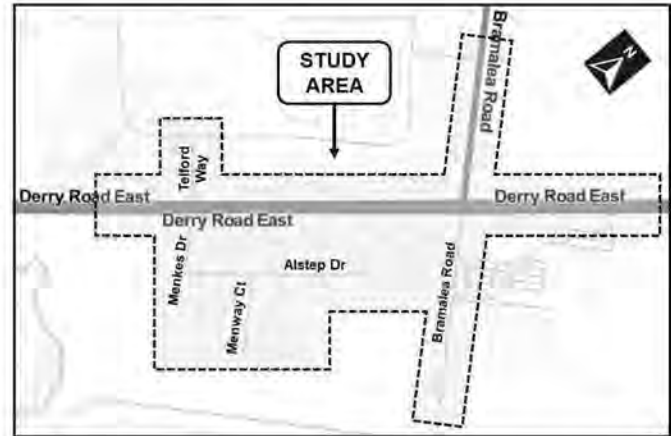 Bramalea Road
STUDY
AREA
N
Telford
Way
Derry Road East
Derry Road East
Derry Road East
Menkes Dr
Alstep Dr
Menway Ct
Bramalea Road